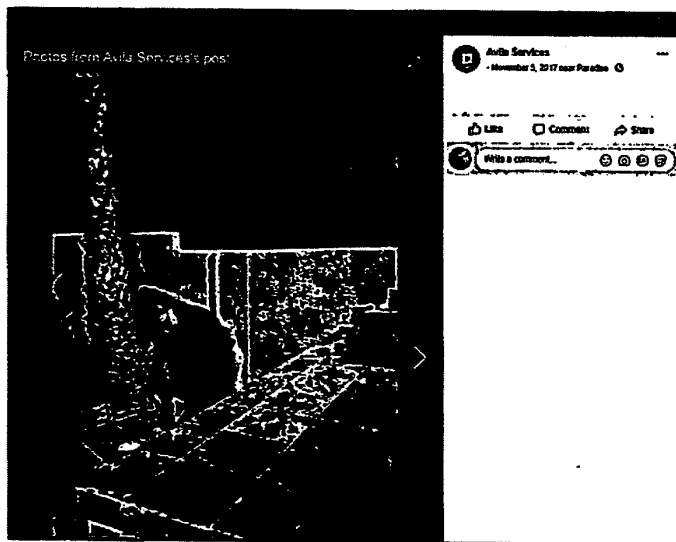 Photos from Avila Services's post
Avila Services
November 5, 2017 near Paradise
Like Comment Share
Write a comment...